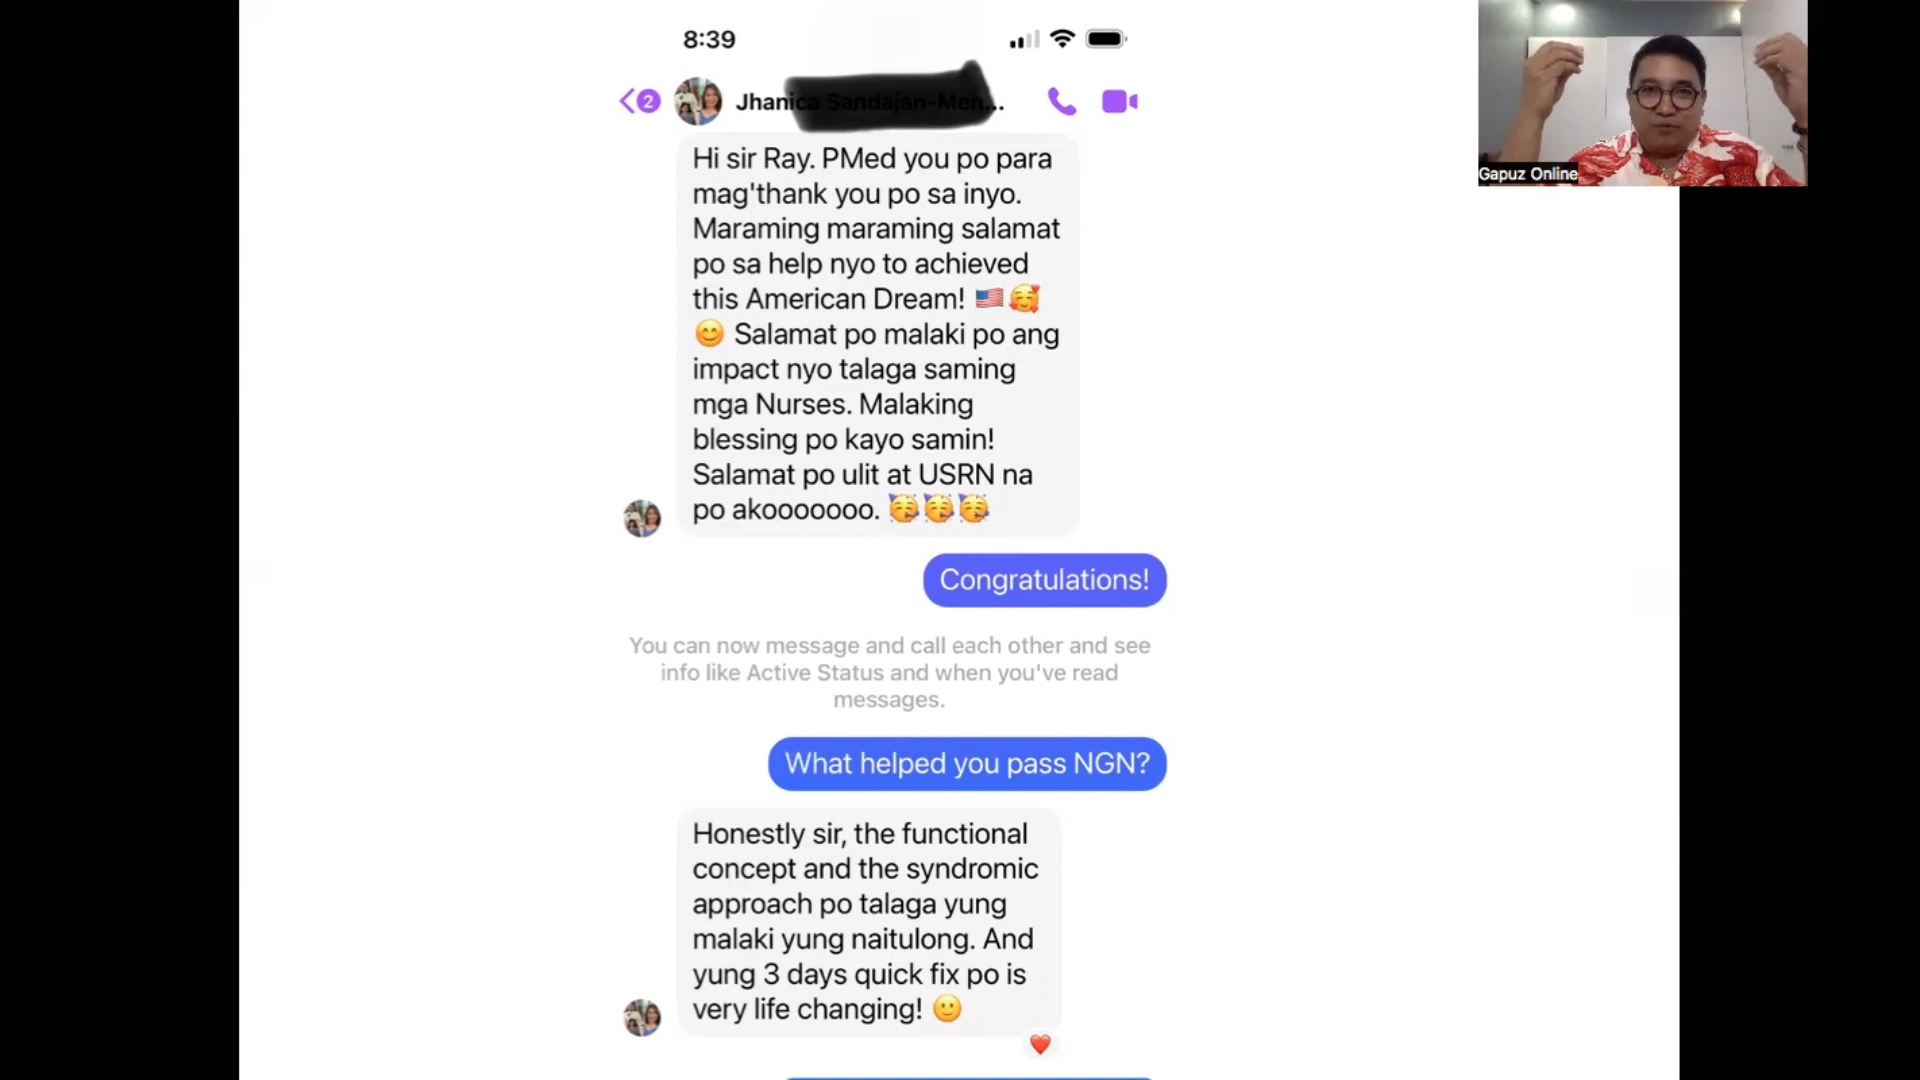 8:39
2
Jhanica
Gapuz Online
Hi sir Ray. PMed you po para
mag'thank you po sa inyo.
Maraming maraming salamat
po sa help nyo to achieved
this American Dream! 🇺🇸🥰
😊 Salamat po malaki po ang
impact nyo talaga saming
mga Nurses. Malaking
blessing po kayo samin!
Salamat po ulit at USRN na
po akooooooo. 🥳🥳🥳
Congratulations!
You can now message and call each other and see
info like Active Status and when you've read
messages.
What helped you pass NGN?
Honestly sir, the functional
concept and the syndromic
approach po talaga yung
malaki yung naitulong. And
yung 3 days quick fix po is
very life changing! 🙂